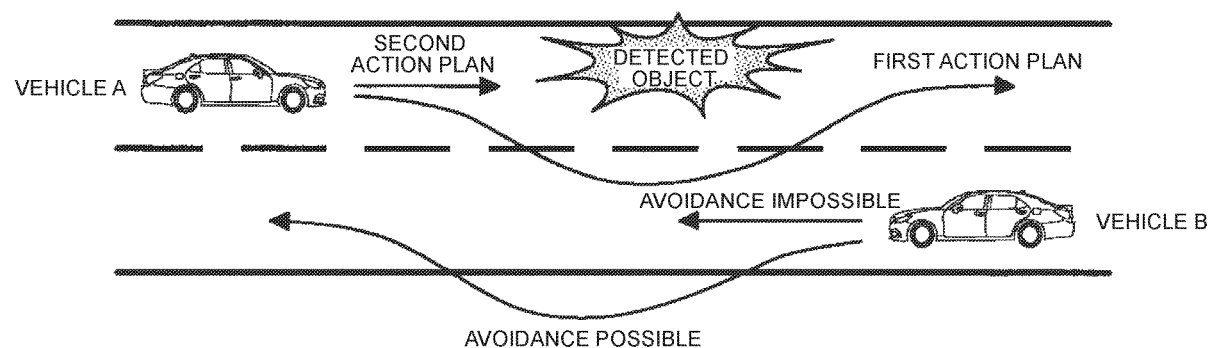 SECOND
ACTION PLAN
DETECTED
OBJECT
FIRST ACTION PLAN
VEHICLE A
AVOIDANCE IMPOSSIBLE
VEHICLE B
AVOIDANCE POSSIBLE